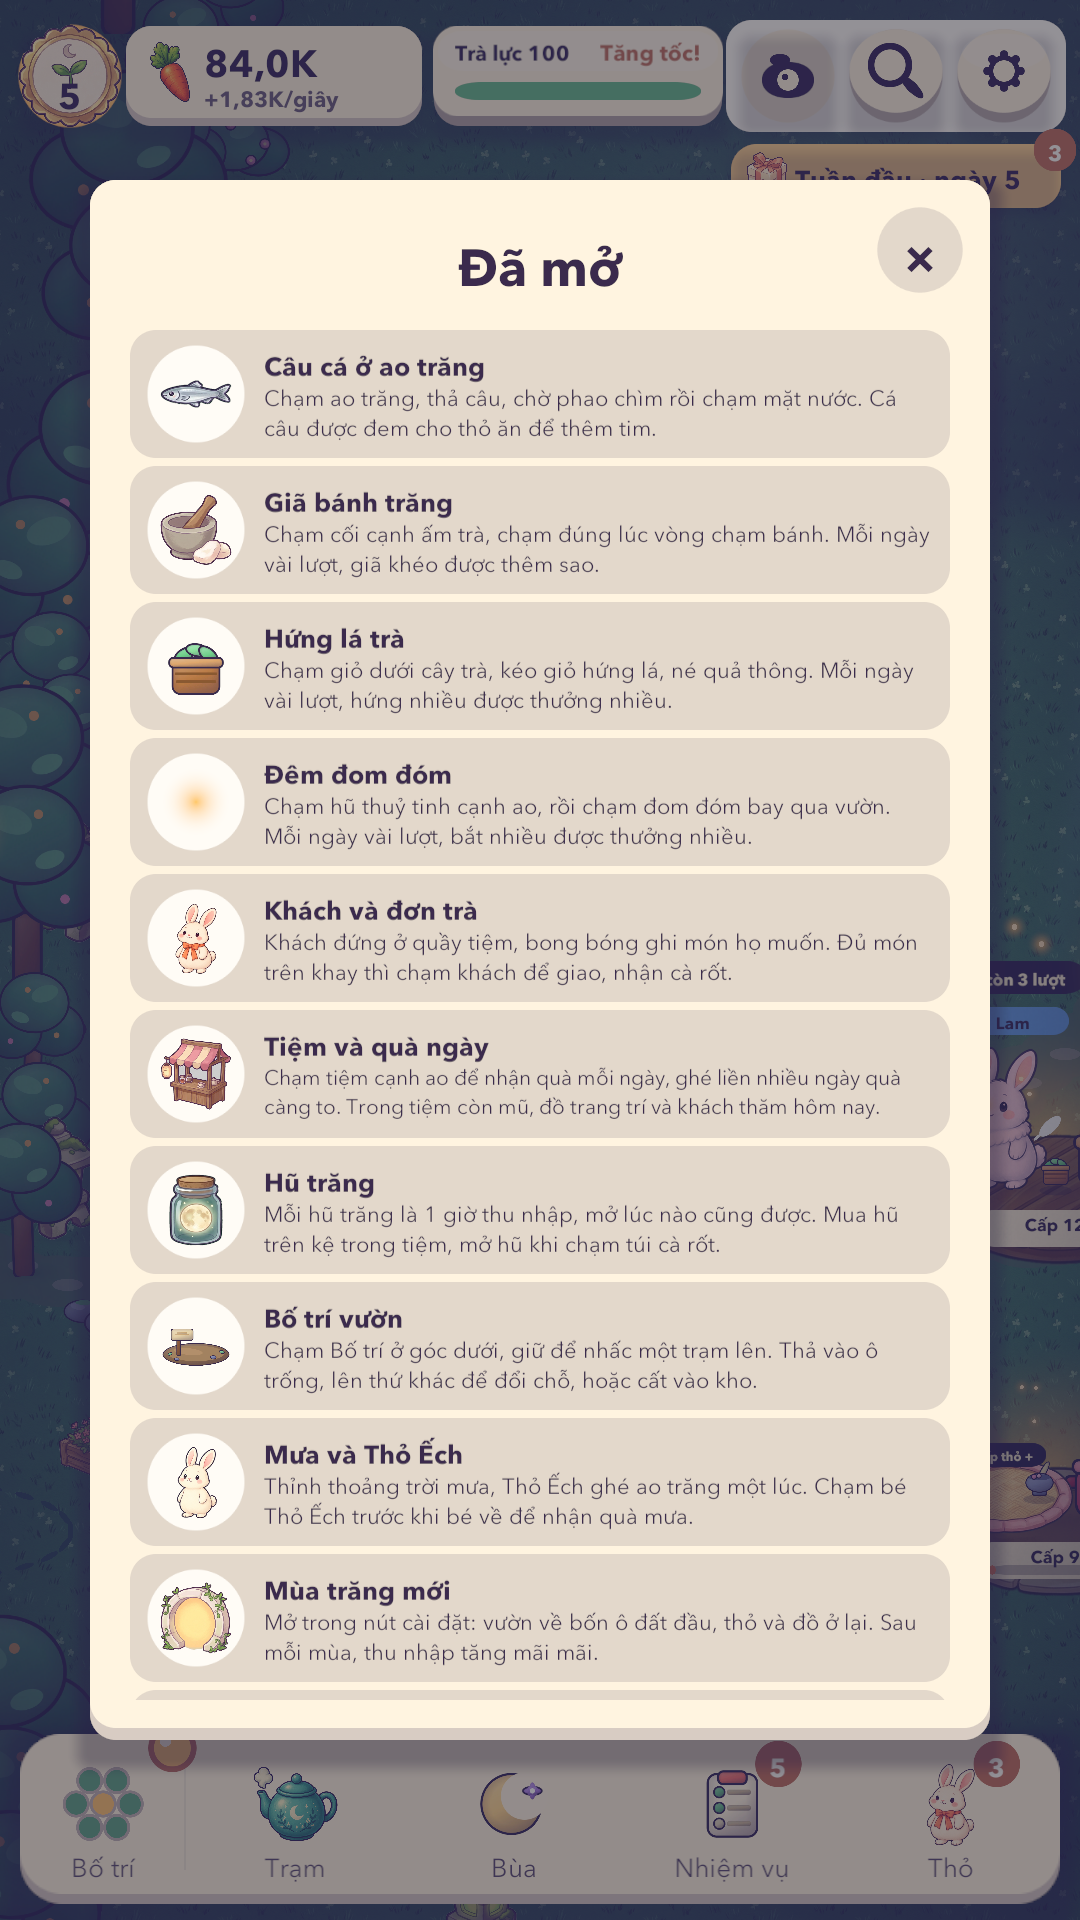 5
84,0K
+1,83K/giây
Trà lực 100
Tăng tốc!
3
Tuần đầu · ngày 5
Đã mở
×
Câu cá ở ao trăng
Chạm ao trăng, thả câu, chờ phao chìm rồi chạm mặt nước. Cá
câu được đem cho thỏ ăn để thêm tim.
Giã bánh trăng
Chạm cối cạnh ấm trà, chạm đúng lúc vòng chạm bánh. Mỗi ngày
vài lượt, giã khéo được thêm sao.
Hứng lá trà
Chạm giỏ dưới cây trà, kéo giỏ hứng lá, né quả thông. Mỗi ngày
vài lượt, hứng nhiều được thưởng nhiều.
Đêm đom đóm
Chạm hũ thuỷ tinh cạnh ao, rồi chạm đom đóm bay qua vườn.
Mỗi ngày vài lượt, bắt nhiều được thưởng nhiều.
Khách và đơn trà
Khách đứng ở quầy tiệm, bong bóng ghi món họ muốn. Đủ món
trên khay thì chạm khách để giao, nhận cà rốt.
Tiệm và quà ngày
Chạm tiệm cạnh ao để nhận quà mỗi ngày, ghé liền nhiều ngày quà
càng to. Trong tiệm còn mũ, đồ trang trí và khách thăm hôm nay.
Hũ trăng
Mỗi hũ trăng là 1 giờ thu nhập, mở lúc nào cũng được. Mua hũ
trên kệ trong tiệm, mở hũ khi chạm túi cà rốt.
Bố trí vườn
Chạm Bố trí ở góc dưới, giữ để nhấc một trạm lên. Thả vào ô
trống, lên thứ khác để đổi chỗ, hoặc cất vào kho.
Mưa và Thỏ Ếch
Thỉnh thoảng trời mưa, Thỏ Ếch ghé ao trăng một lúc. Chạm bé
Thỏ Ếch trước khi bé về để nhận quà mưa.
Mùa trăng mới
Mở trong nút cài đặt: vườn về bốn ô đất đầu, thỏ và đồ ở lại. Sau
mỗi mùa, thu nhập tăng mãi mãi.
còn 3 lượt
Lam
Cấp 12
p thỏ +
Cấp 9
5
3
Bố trí
Trạm
Bùa
Nhiệm vụ
Thỏ